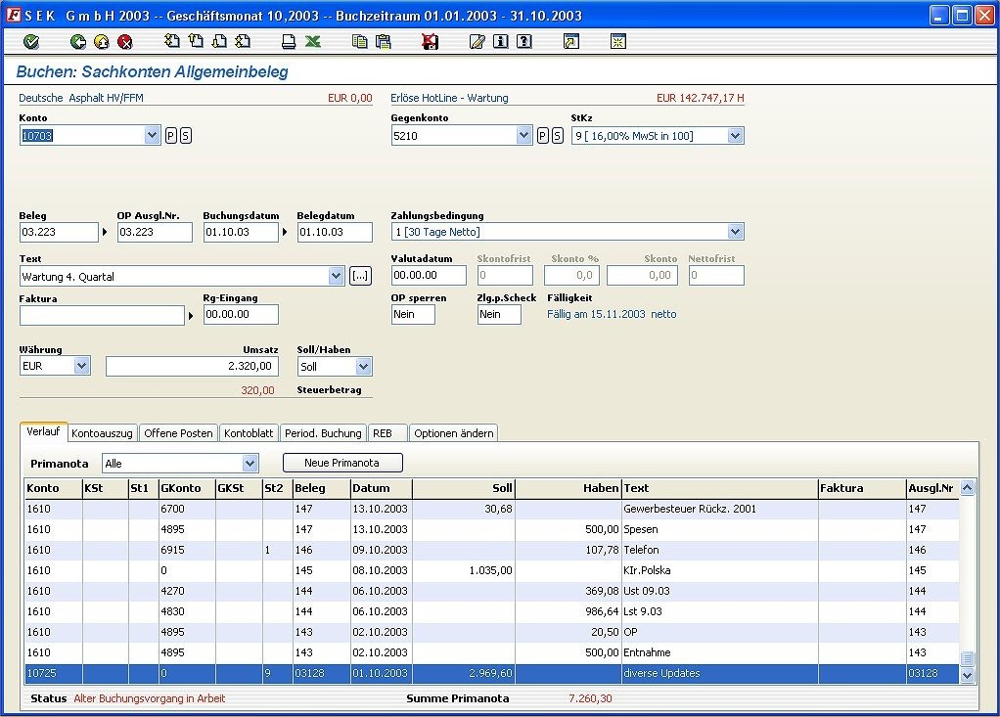 S E K G m b H 2003 -- Geschäftsmonat 10,2003 -- Buchzeitraum 01.01.2003 - 31.10.2003
Buchen: Sachkonten Allgemeinbeleg
Deutsche Asphalt HV/FFM EUR 0,00 Erlöse HotLine - Wartung EUR 142.747,17 H
Konto Gegenkonto StKz
10703 P S 5210 P S 9 [ 16,00% MwSt in 100]
Beleg OP Ausgl.Nr. Buchungsdatum Belegdatum Zahlungsbedingung
03.223 03.223 01.10.03 01.10.03 1 [30 Tage Netto]
Text Valutadatum Skontofrist Skonto % Skonto Nettofrist
Wartung 4. Quartal [...] 00.00.00 0 0,0 0,00 0
Faktura Rg-Eingang OP sperren Zlg.p.Scheck Fälligkeit
00.00.00 Nein Nein Fällig am 15.11.2003 netto
Währung Umsatz Soll/Haben
EUR 2.320,00 Soll
320,00 Steuerbetrag
Verlauf Kontoauszug Offene Posten Kontoblatt Period. Buchung REB Optionen ändern
Primanota Alle Neue Primanota
Konto KSt St1 GKonto GKSt St2 Beleg Datum Soll Haben Text Faktura Ausgl.Nr
1610 6700 147 13.10.2003 30,68 Gewerbesteuer Rückz. 2001 147
1610 4895 147 13.10.2003 500,00 Spesen 147
1610 6915 1 146 09.10.2003 107,78 Telefon 146
1610 0 145 08.10.2003 1.035,00 KIr.Polska 145
1610 4270 144 06.10.2003 369,08 Ust 09.03 144
1610 4830 144 06.10.2003 986,64 Lst 9.03 144
1610 4895 143 02.10.2003 20,50 OP 143
1610 4895 143 02.10.2003 500,00 Entnahme 143
10725 0 9 03128 01.10.2003 2.969,60 diverse Updates 03128
Status Alter Buchungsvorgang in Arbeit Summe Primanota 7.260,30